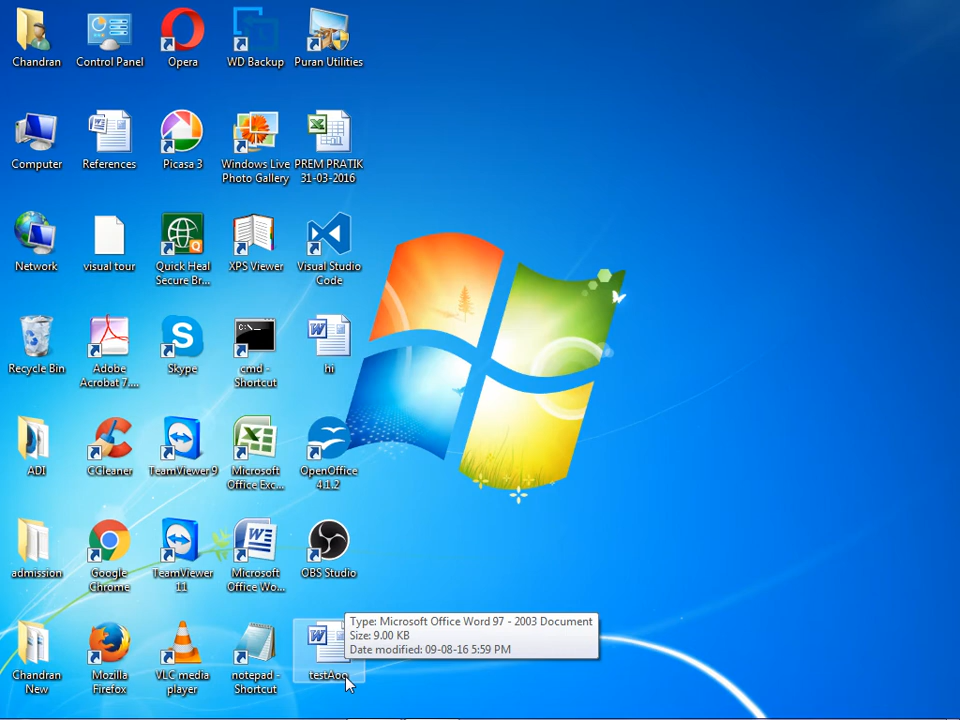 Chandran
Control Panel
Opera
WD Backup
Puran Utilities
Computer
References
Picasa 3
Windows Live
Photo Gallery
PREM PRATIK
31-03-2016
Network
visual tour
Quick Heal
Secure Br...
XPS Viewer
Visual Studio
Code
Recycle Bin
Adobe
Acrobat 7....
Skype
cmd -
Shortcut
hi
ADI
CCleaner
TeamViewer 9
Microsoft
Office Exc...
OpenOffice
4.1.2
admission
Google
Chrome
TeamViewer
11
Microsoft
Office Wo...
OBS Studio
Chandran
New
Mozilla
Firefox
VLC media
player
notepad -
Shortcut
testAoo
Type: Microsoft Office Word 97 - 2003 Document
Size: 9.00 KB
Date modified: 09-08-16 5:59 PM